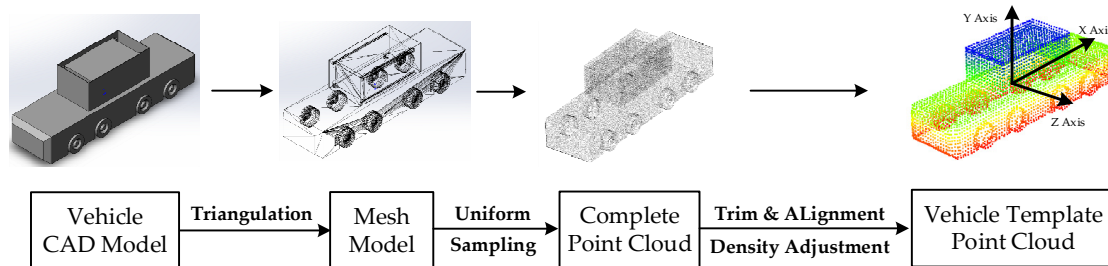 Y Axis
X Axis
Z Axis
Vehicle
CAD Model
Triangulation
Mesh
Model
Uniform
Sampling
Complete
Point Cloud
Trim & ALignment
Density Adjustment
Vehicle Template
Point Cloud